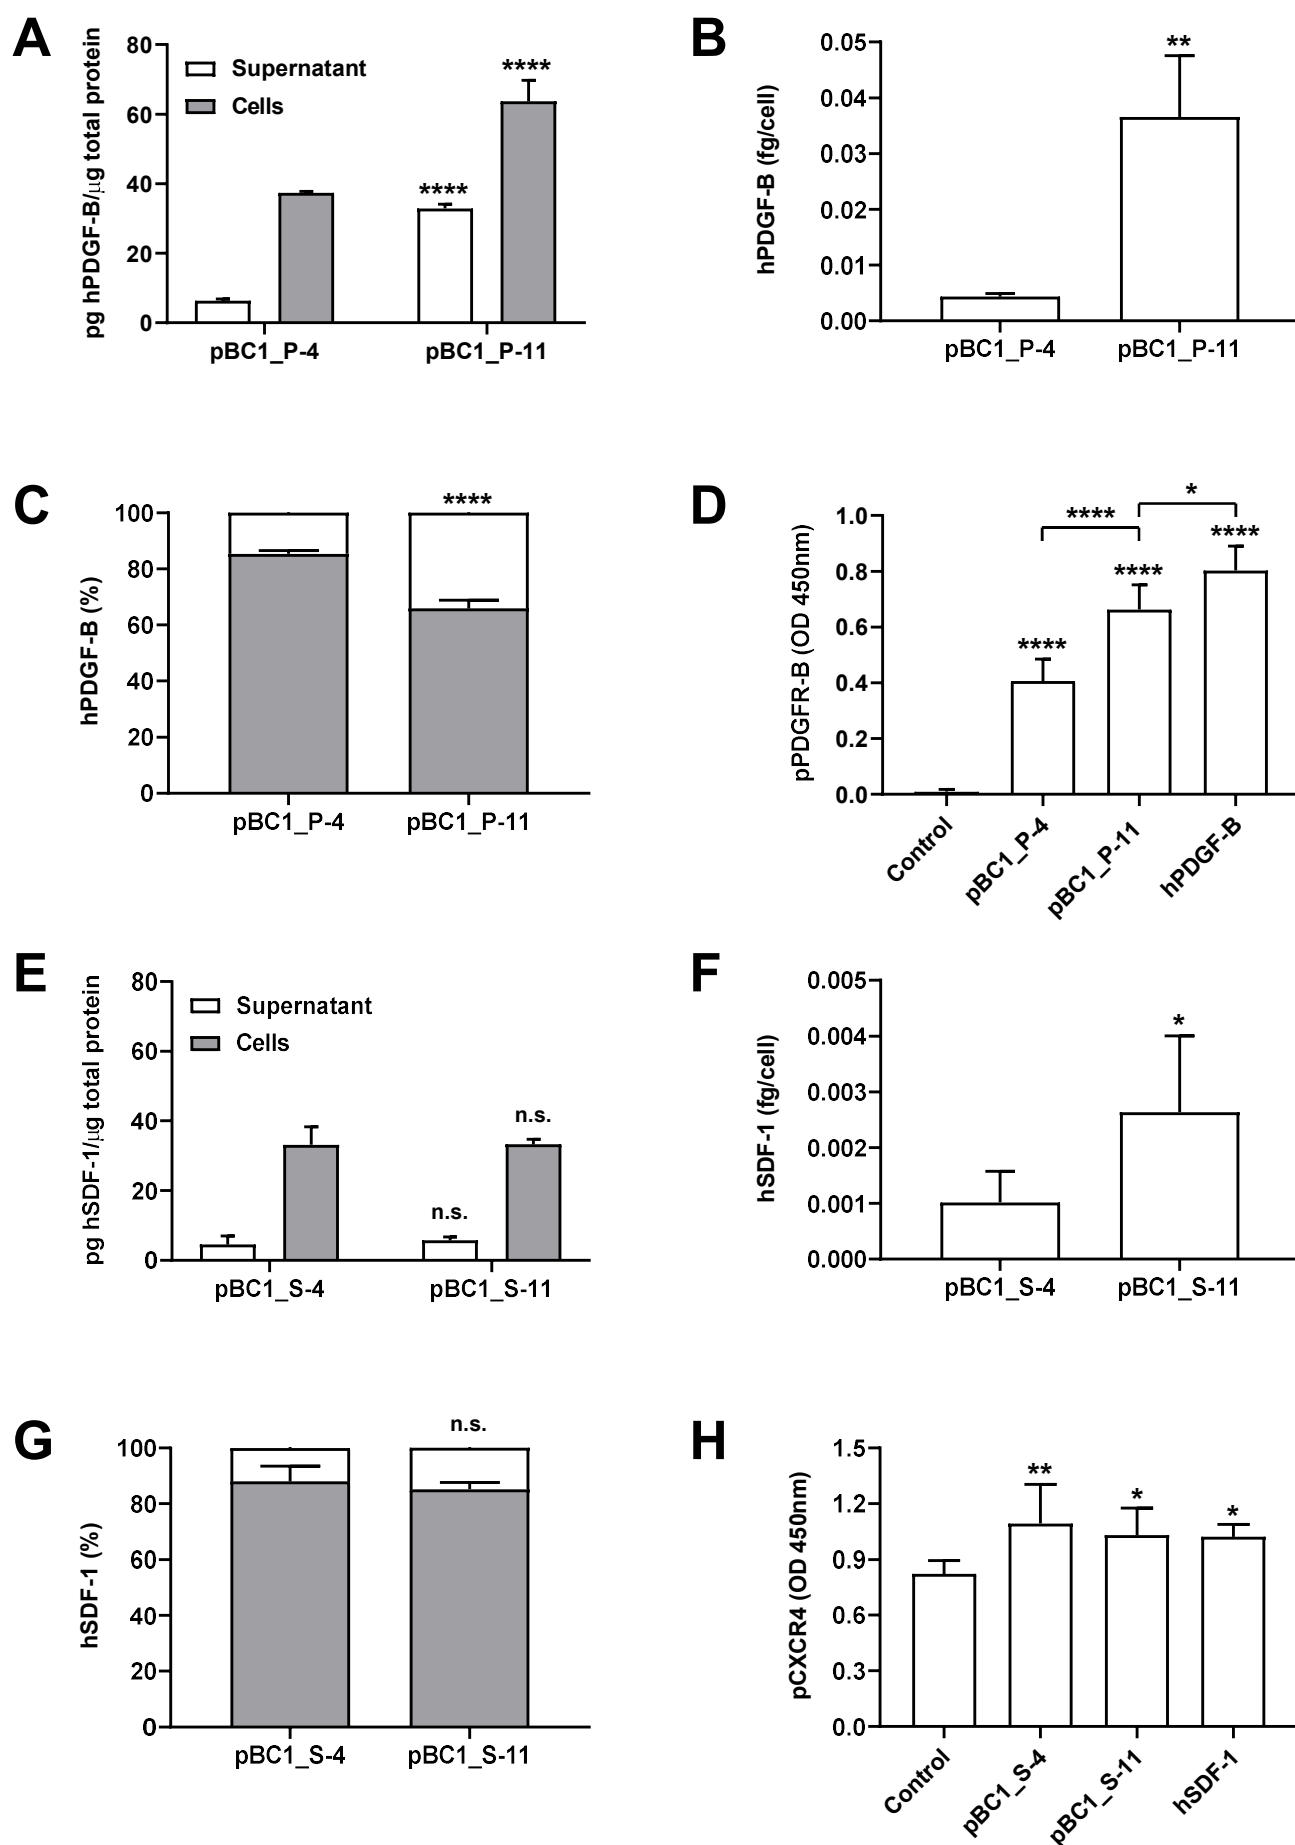 A
pg hPDGF-B/μg total protein
80
60
40
20
0
Supernatant
Cells
****
****
pBC1_P-4
pBC1_P-11
B
hPDGF-B (fg/cell)
0.05
0.04
0.03
0.02
0.01
0.00
**
pBC1_P-4
pBC1_P-11
C
hPDGF-B (%)
100
80
60
40
20
0
****
pBC1_P-4
pBC1_P-11
D
pPDGFR-B (OD 450nm)
1.0
0.8
0.6
0.4
0.2
0.0
*
****
****
****
****
Control
pBC1_P-4
pBC1_P-11
hPDGF-B
E
pg hSDF-1/μg total protein
80
60
40
20
0
Supernatant
Cells
n.s.
n.s.
pBC1_S-4
pBC1_S-11
F
hSDF-1 (fg/cell)
0.005
0.004
0.003
0.002
0.001
0.000
*
pBC1_S-4
pBC1_S-11
G
hSDF-1 (%)
100
80
60
40
20
0
n.s.
pBC1_S-4
pBC1_S-11
H
pCXCR4 (OD 450nm)
1.5
1.2
0.9
0.6
0.3
0.0
**
*
*
Control
pBC1_S-4
pBC1_S-11
hSDF-1